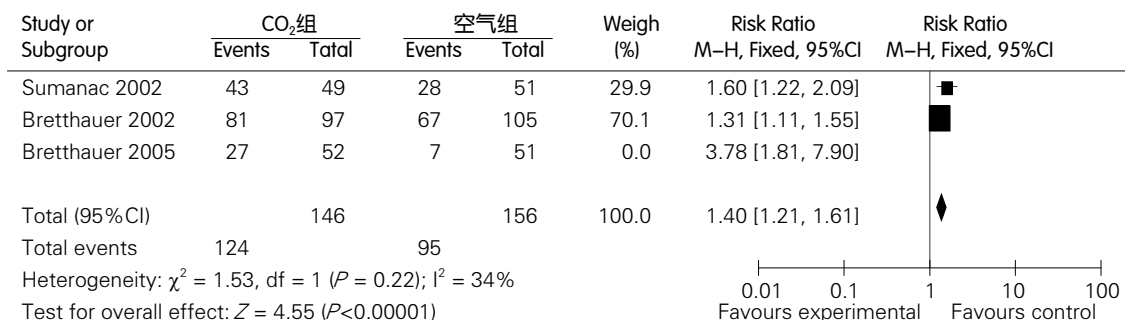 Study or CO₂组 空气组 Weigh Risk Ratio Risk Ratio
Subgroup Events Tatal Events Total (%) M–H, Fixed, 95%CI M–H, Fixed, 95%CI
Sumanac 2002 43 49 28 51 29.9 1.60 [1.22, 2.09]
Bretthauer 2002 81 97 67 105 70.1 1.31 [1.11, 1.55]
Bretthauer 2005 27 52 7 51 0.0 3.78 [1.81, 7.90]
Total (95%CI) 146 156 100.0 1.40 [1.21, 1.61]
Total events 124 95
Heterogeneity: χ² = 1.53, df = 1 (P = 0.22); I² = 34%
0.01 0.1 1 10 100
Test for overall effect: Z = 4.55 (P<0.00001) Favours experimental Favours control